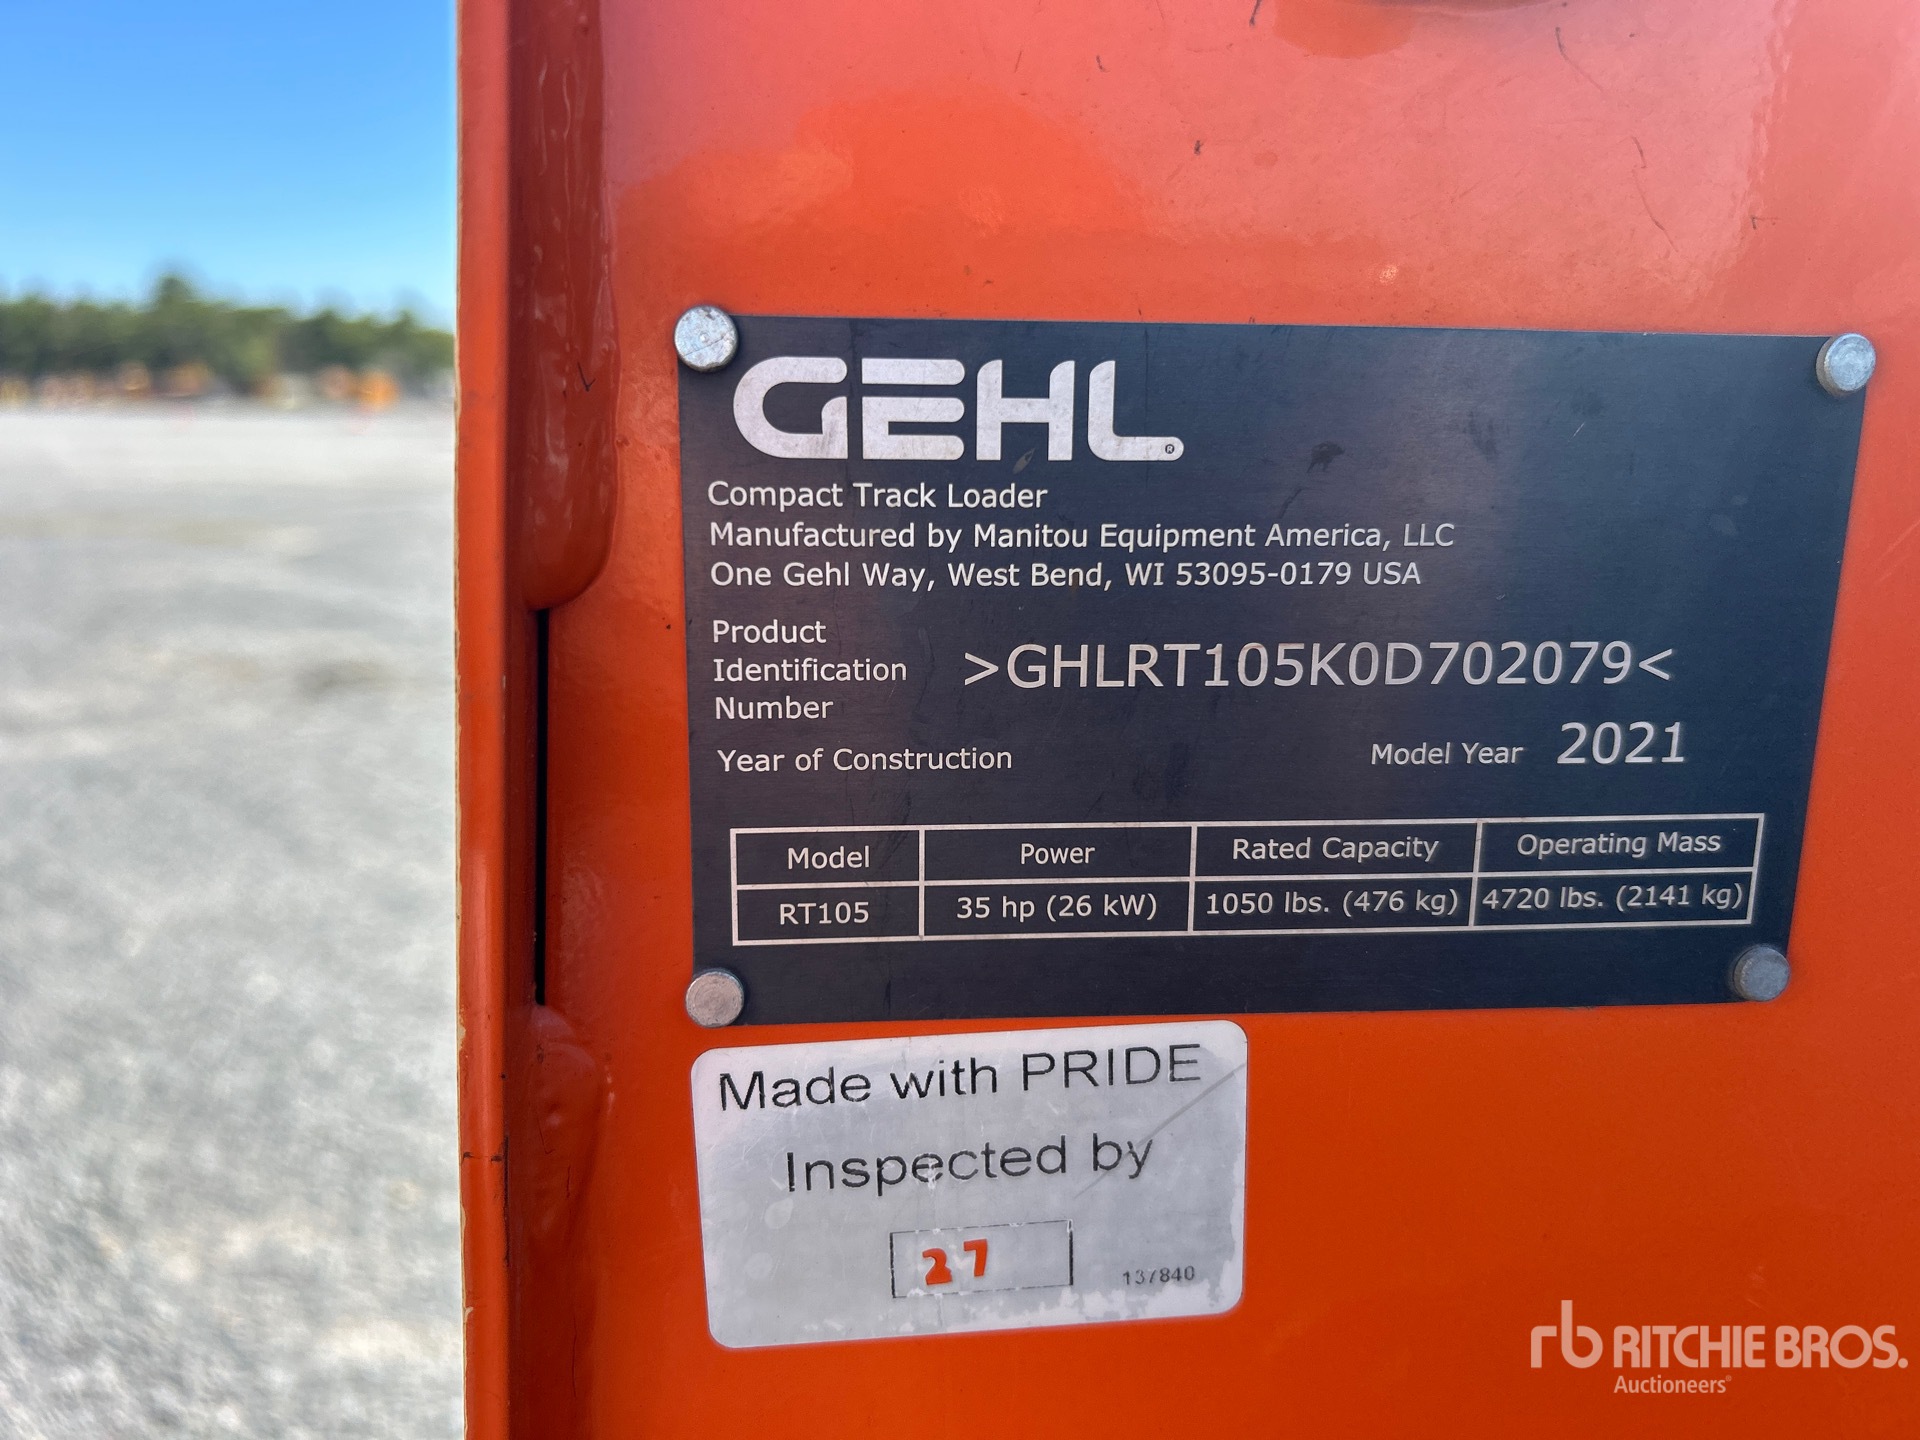 GEHL®
Compact Track Loader
Manufactured by Manitou Equipment America, LLC
One Gehl Way, West Bend, WI 53095-0179 USA
Product
Identification
Number
>GHLRT105K0D702079<
Year of Construction
Model Year 2021
Model Power Rated Capacity Operating Mass
RT105 35 hp (26 kW) 1050 lbs. (476 kg) 4720 lbs. (2141 kg)
Made with PRIDE
Inspected by
27
137840
rb RITCHIE BROS.
Auctioneers®